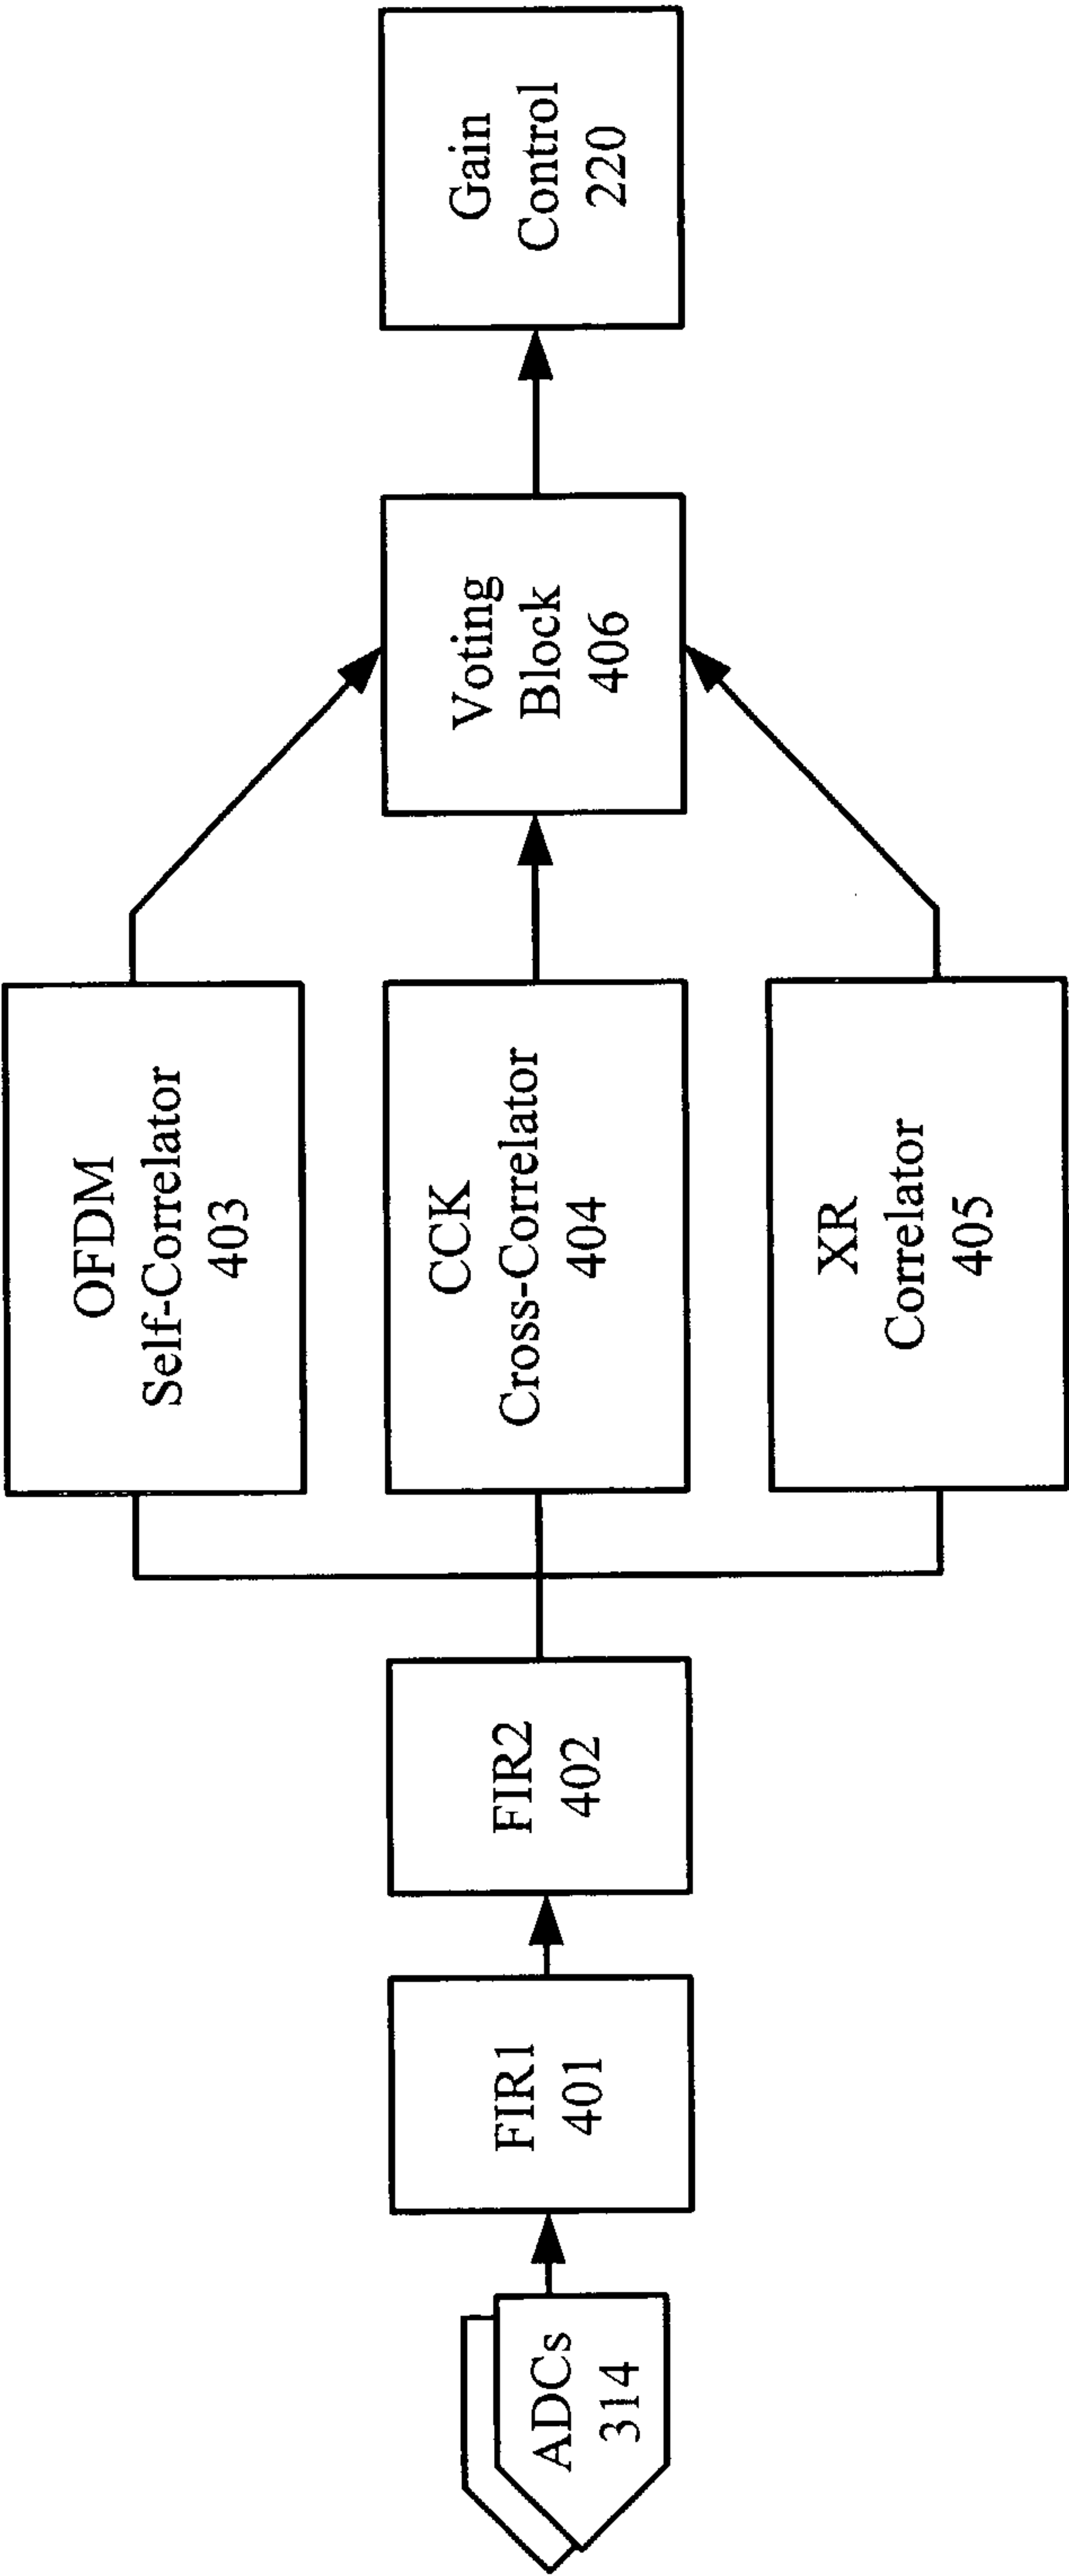 ADCs
314
FIR1
401
FIR2
402
OFDM
Self-Correlator
403
CCK
Cross-Correlator
404
XR
Correlator
405
Voting
Block
406
Gain
Control
220